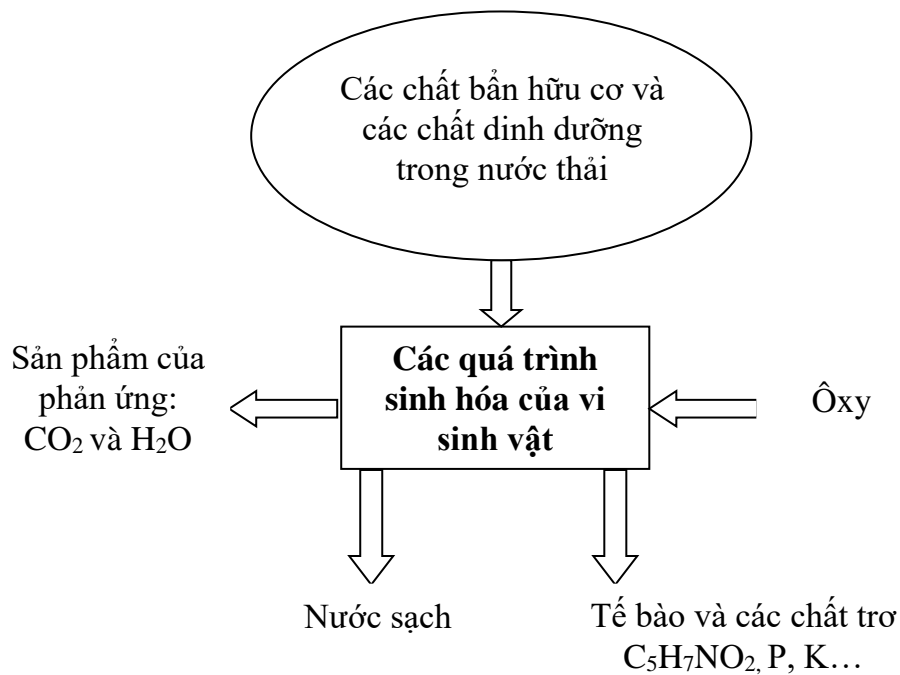 Các chất bẩn hữu cơ và
các chất dinh dưỡng
trong nước thải
Sản phẩm của
phản ứng:
CO₂ và H₂O
Các quá trình
sinh hóa của vi
sinh vật
Ôxy
Nước sạch
Tế bào và các chất trơ
C₅H₇NO₂, P, K…